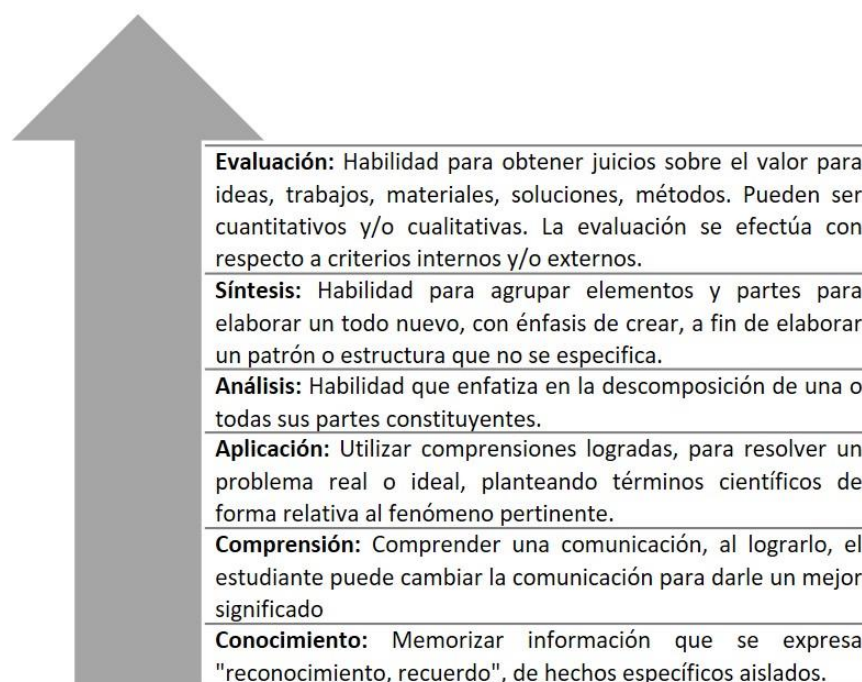 Evaluación: Habilidad para obtener juicios sobre el valor para
ideas, trabajos, materiales, soluciones, métodos. Pueden ser
cuantitativos y/o cualitativas. La evaluación se efectúa con
respecto a criterios internos y/o externos.
Síntesis: Habilidad para agrupar elementos y partes para
elaborar un todo nuevo, con énfasis de crear, a fin de elaborar
un patrón o estructura que no se especifica.
Análisis: Habilidad que enfatiza en la descomposición de una o
todas sus partes constituyentes.
Aplicación: Utilizar comprensiones logradas, para resolver un
problema real o ideal, planteando términos científicos de
forma relativa al fenómeno pertinente.
Comprensión: Comprender una comunicación, al lograrlo, el
estudiante puede cambiar la comunicación para darle un mejor
significado
Conocimiento: Memorizar información que se expresa
"reconocimiento, recuerdo", de hechos específicos aislados.